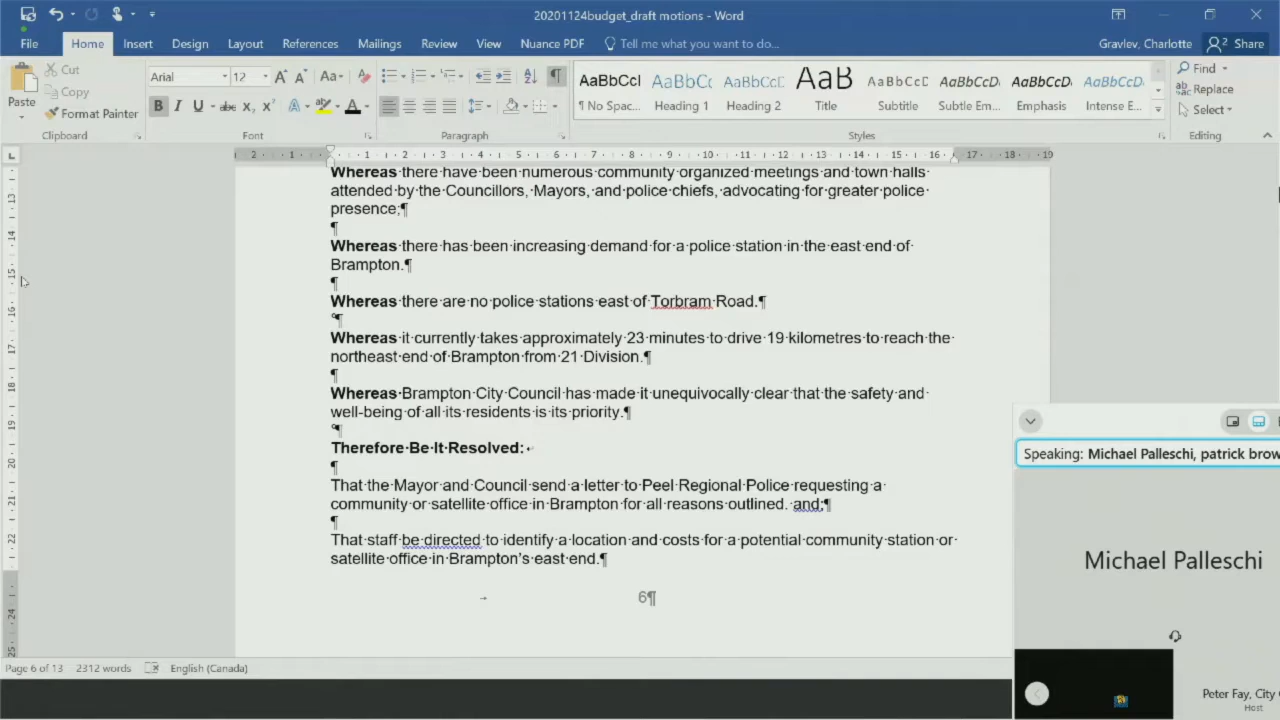 20201124budget_draft motions - Word
File Home Insert Design Layout References Mailings Review View Nuance PDF Tell me what you want to do... Gravlev, Charlotte Share
Paste
Cut
Copy
Format Painter
Arial 12
Clipboard Font Paragraph Styles Editing
¶ No Spac...
Heading 1
Heading 2
Title
Subtitle
Subtle Em...
Emphasis
Intense E...
Find
Replace
Select
Whereas there have been numerous community organized meetings and town halls
attended by the Councillors, Mayors, and police chiefs, advocating for greater police
presence;¶
¶
Whereas there has been increasing demand for a police station in the east end of
Brampton.¶
¶
Whereas there are no police stations east of Torbram Road.¶
¶
Whereas it currently takes approximately 23 minutes to drive 19 kilometres to reach the
northeast end of Brampton from 21 Division.¶
¶
Whereas Brampton City Council has made it unequivocally clear that the safety and
well-being of all its residents is its priority.¶
¶
Therefore Be It Resolved:
¶
That the Mayor and Council send a letter to Peel Regional Police requesting a
community or satellite office in Brampton for all reasons outlined. and;¶
¶
That staff be directed to identify a location and costs for a potential community station or
satellite office in Brampton's east end.¶
6¶
Speaking: Michael Palleschi, patrick brow
Michael Palleschi
Peter Fay, City
Host
Page 6 of 13 2312 words English (Canada)